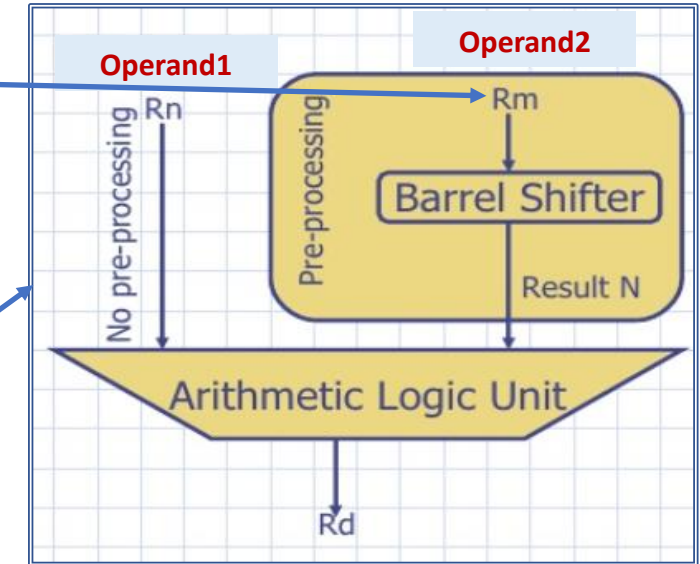 Operand1
Operand2
Rn
Rm
No pre-processing
Pre-processing
Barrel Shifter
Result N
Arithmetic Logic Unit
Rd